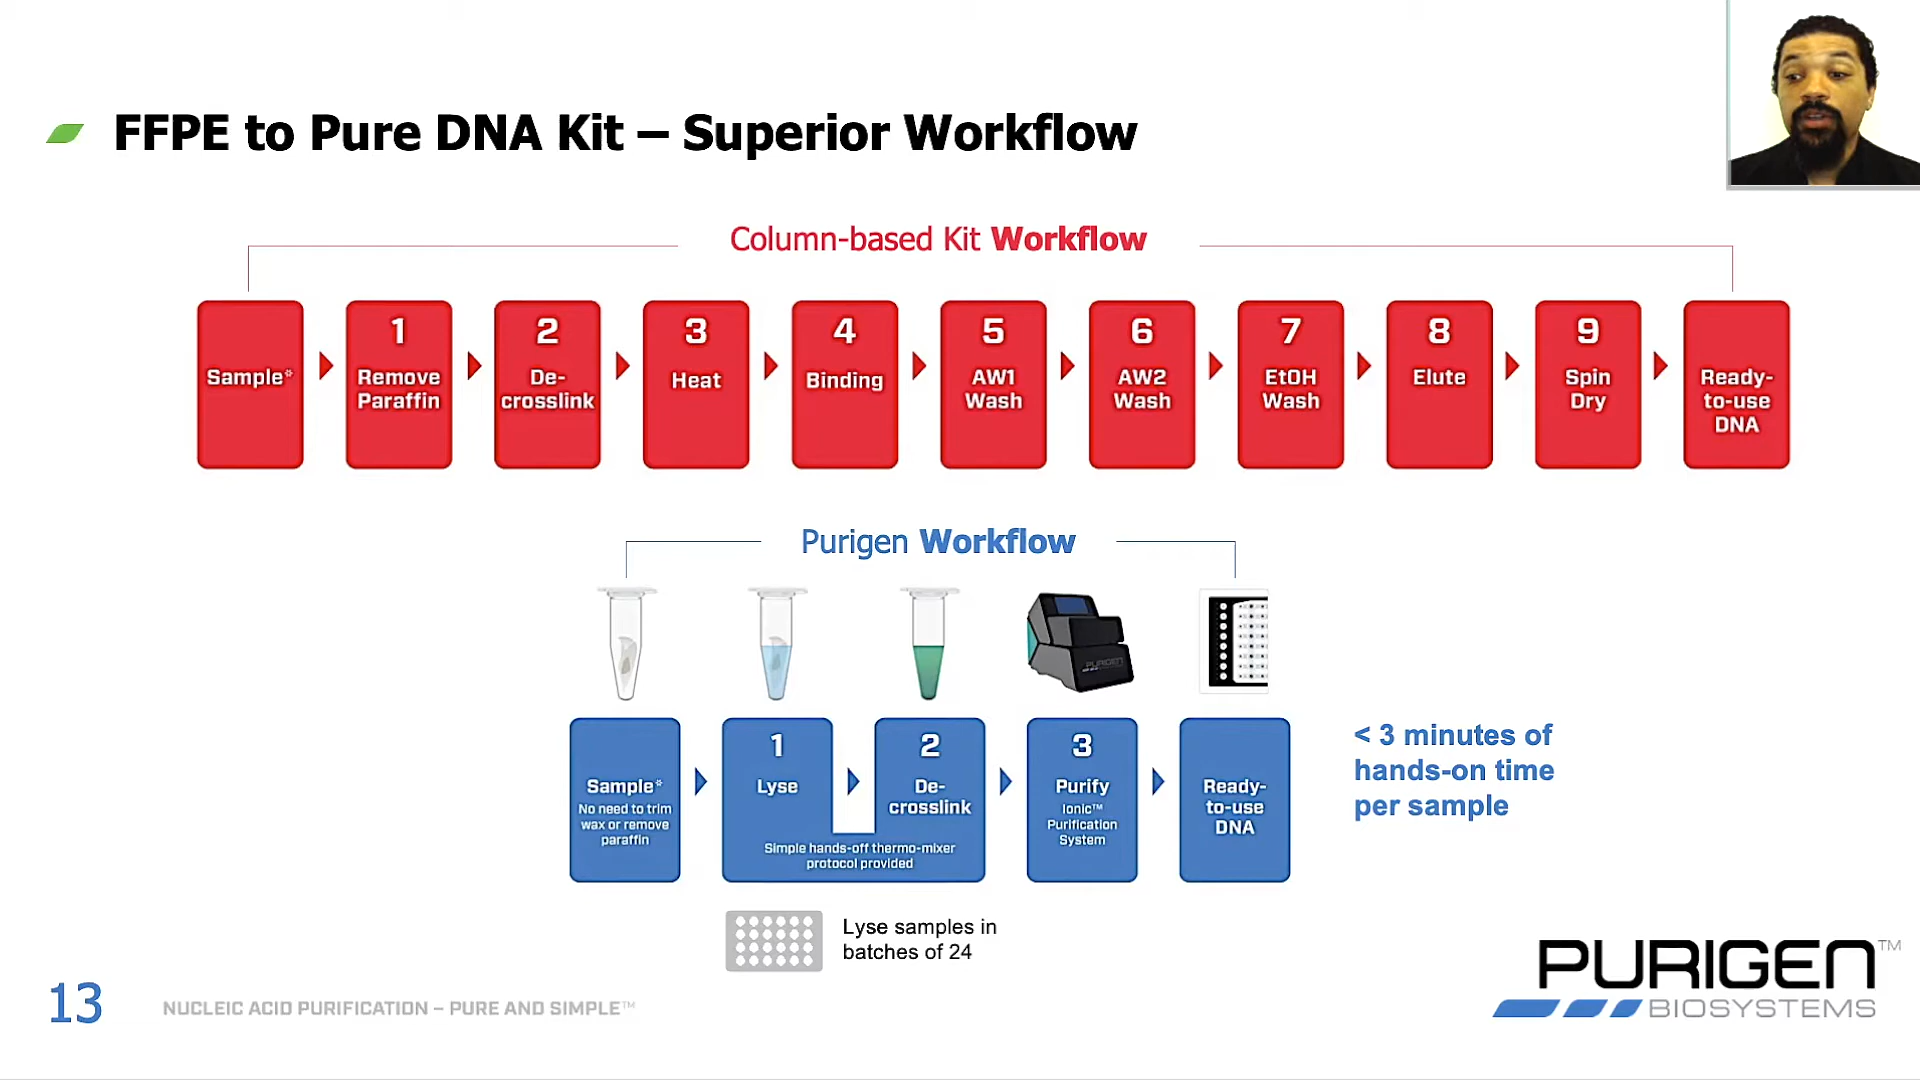 FFPE to Pure DNA Kit – Superior Workflow
Column-based Kit Workflow
Sample*
1
Remove
Paraffin
2
De-
crosslink
3
Heat
4
Binding
5
AW1
Wash
6
AW2
Wash
7
EtOH
Wash
8
Elute
9
Spin
Dry
Ready-
to-use
DNA
Purigen Workflow
PURIGEN
Sample*
No need to trim
wax or remove
paraffin
1
Lyse
2
De-
crosslink
Simple hands-off thermo-mixer
protocol provided
3
Purify
Ionic™
Purification
System
Ready-
to-use
DNA
< 3 minutes of
hands-on time
per sample
Lyse samples in
batches of 24
13
NUCLEIC ACID PURIFICATION – PURE AND SIMPLE™
PURIGEN™
BIOSYSTEMS